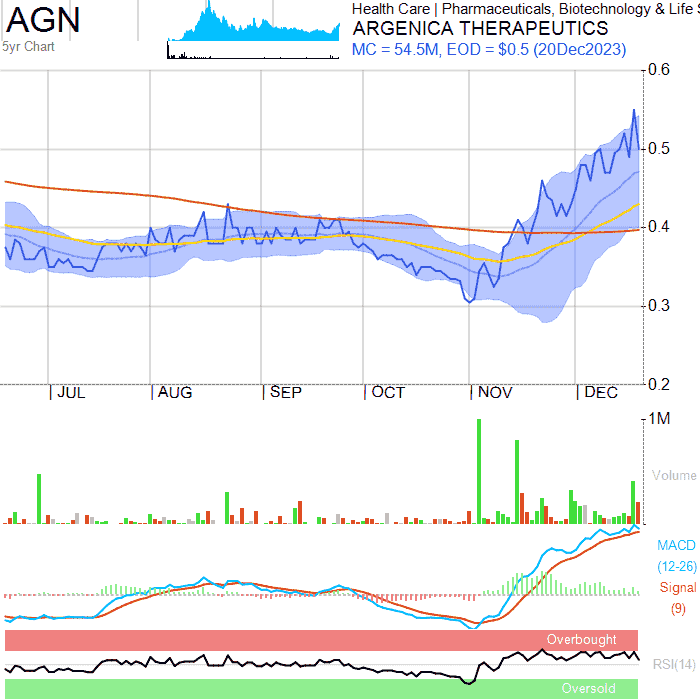 AGN
5yr Chart
Health Care | Pharmaceuticals, Biotechnology & Life S
ARGENICA THERAPEUTICS
MC = 54.5M, EOD = $0.5 (20Dec2023)
0.6
0.5
0.4
0.3
0.2
JUL
AUG
SEP
OCT
NOV
DEC
1M
Volume
MACD
(12-26)
Signal
(9)
Overbought
RSI(14)
Oversold